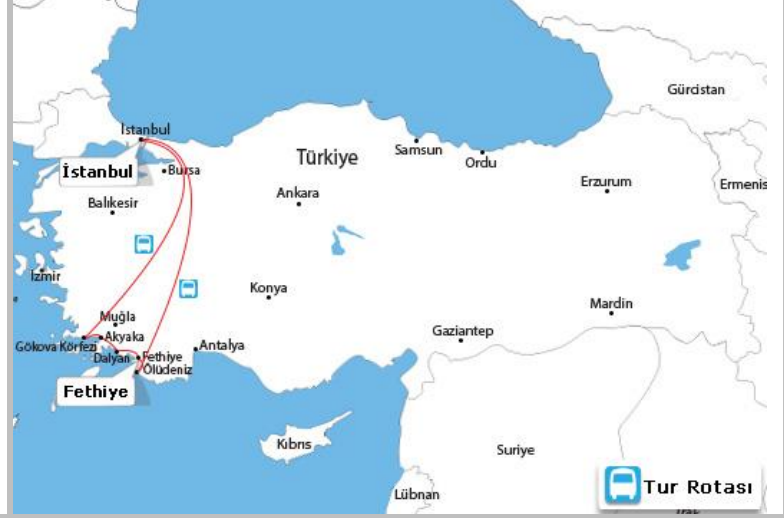 Gürcistan
İstanbul
İstanbul
Bursa
Türkiye
Samsun
Ordu
Erzurum
Ermenis
Balıkesir
Ankara
İzmir
Konya
Mardin
Muğla
Gökova Körfezi
Akyaka
Antalya
Gaziantep
Dalyan
Fethiye
Ölüdeniz
Fethiye
Kıbrıs
Suriye
Lübnan
Tur Rotası
Irak